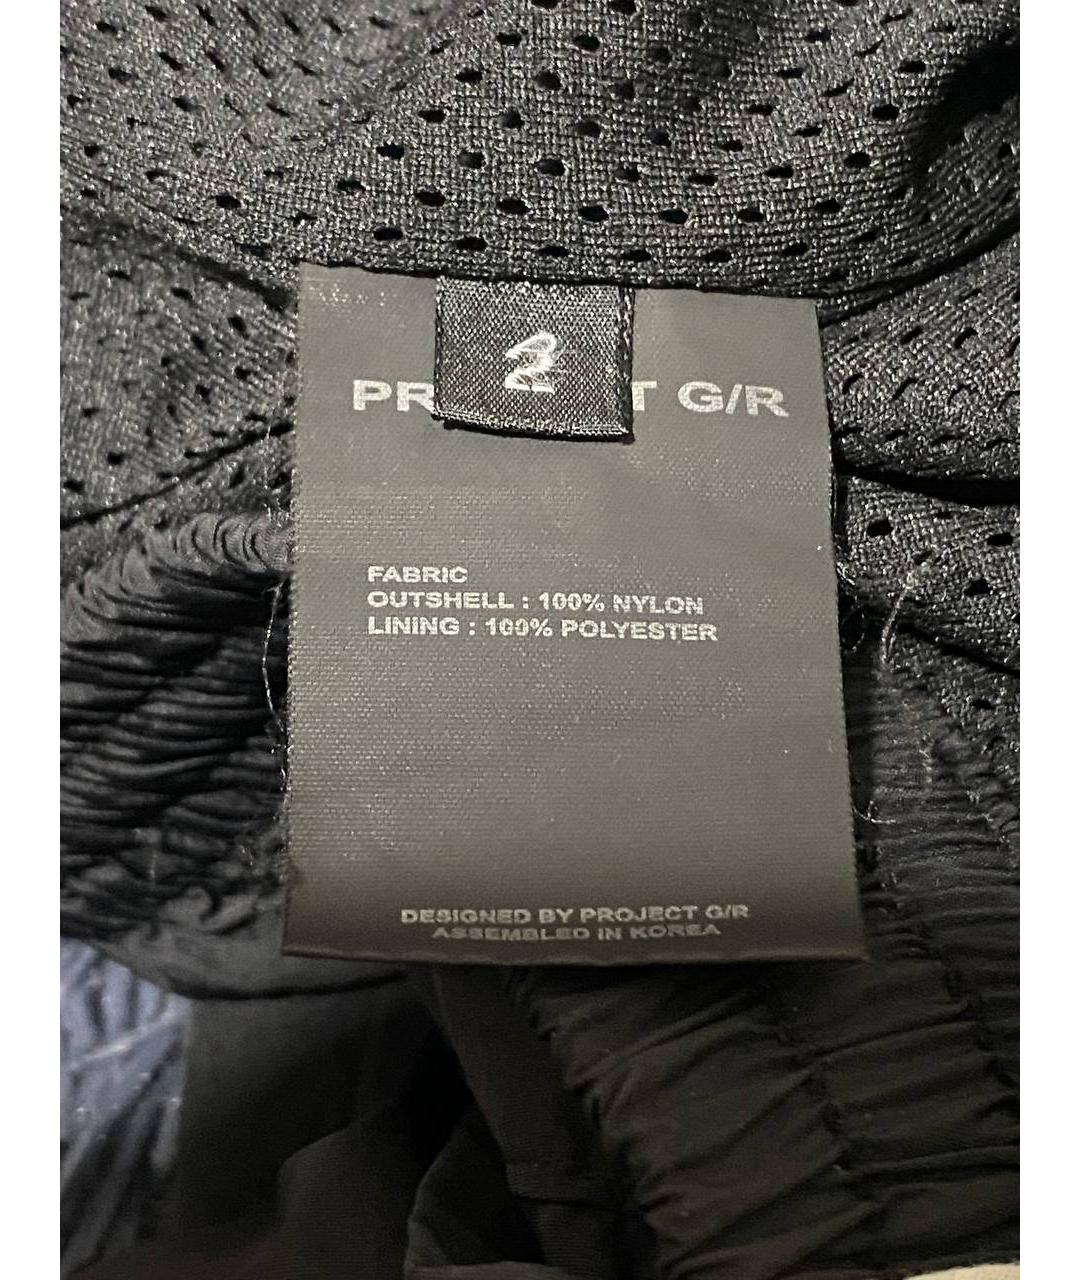 2
PR T G/R
FABRIC
OUTSHELL : 100% NYLON
LINING : 100% POLYESTER
DESIGNED BY PROJECT G/R
ASSEMBLED IN KOREA